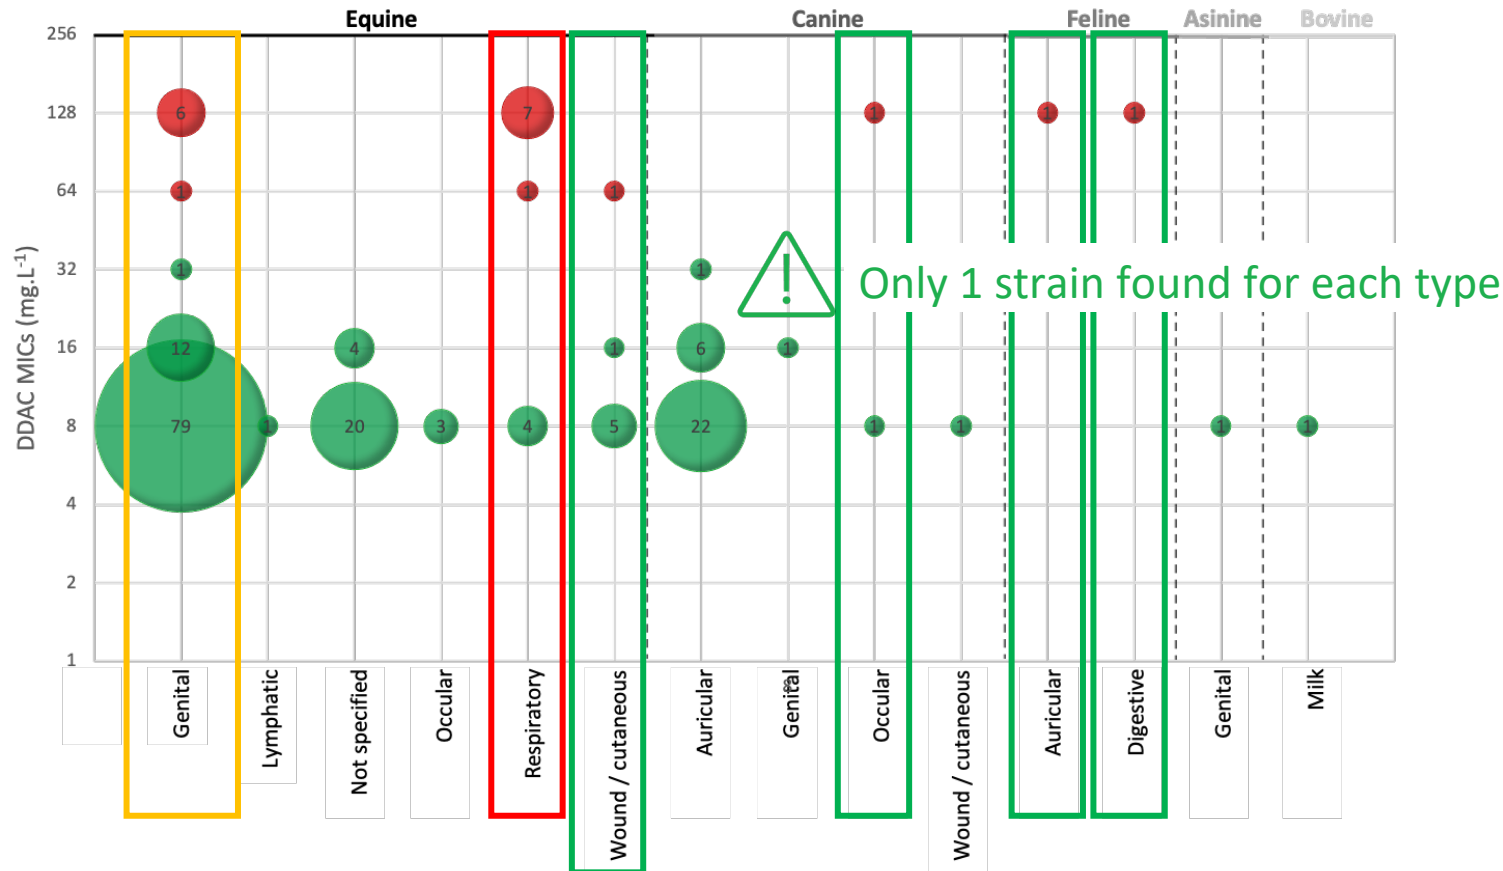 Equine
Canine
Feline
Asinine
Bovine
DDAC MICs (mg.L-1)
256
128
64
32
16
8
4
2
1
6
7
1
1
1
1
1
1
1
1
Only 1 strain found for each type
12
4
1
6
1
79
1
20
3
4
5
22
1
1
1
1
Genital
Lymphatic
Not specified
Occular
Respiratory
Wound / cutaneous
Auricular
Genital
Occular
Wound / cutaneous
Auricular
Digestive
Genital
Milk